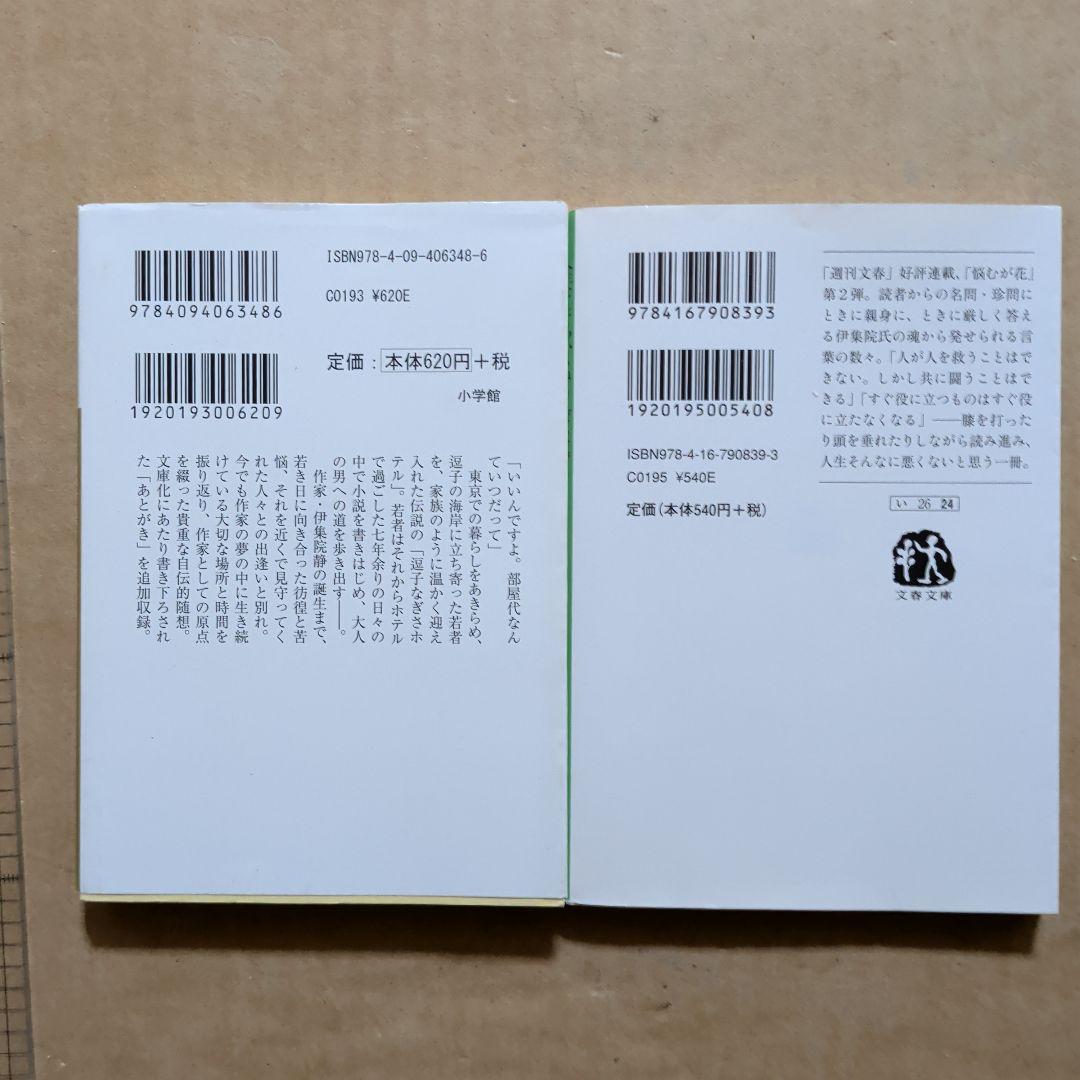 ISBN978-4-09-406348-6
C0193 ¥620E
9784094063486
定価：本体620円＋税
小学館
1920193006209
「いいんですよ。部屋代なん
ていつだって」
東京での暮らしをあきらめ、
逗子の海岸に立ち寄った若者
を、家族のように温かく迎え
入れた伝説の「逗子なぎさホ
テル」。若者はそれからホテル
で過ごした七年余りの日々の
中で小説を書きはじめ、大人
の男への道を歩き出す――。
作家・伊集院静の誕生まで、
若き日に向き合った彷徨と苦
悩、それを近くで見守ってく
れた人々との出逢いと別れ。
今でも作家の夢の中に生き続
けている大切な場所と時間を
振り返り、作家としての原点
を綴った貴重な自伝的随想。
文庫化にあたり書き下ろされ
た「あとがき」を追加収録。
9784167908393
1920195005408
ISBN978-4-16-790839-3
C0195 ¥540E
定価（本体540円＋税）
「週刊文春」好評連載、「悩むが花」
第２弾。読者からの名問・珍問に
ときに親身に、ときに厳しく答え
る伊集院氏の魂から発せられる言
葉の数々。「人が人を救うことはで
きない。しかし共に闘うことはで
きる」「すぐ役に立つものはすぐ役
に立たなくなる」――膝を打った
り頭を垂れたりしながら読み進み、
人生そんなに悪くないと思う一冊。
い 26 24
文春文庫